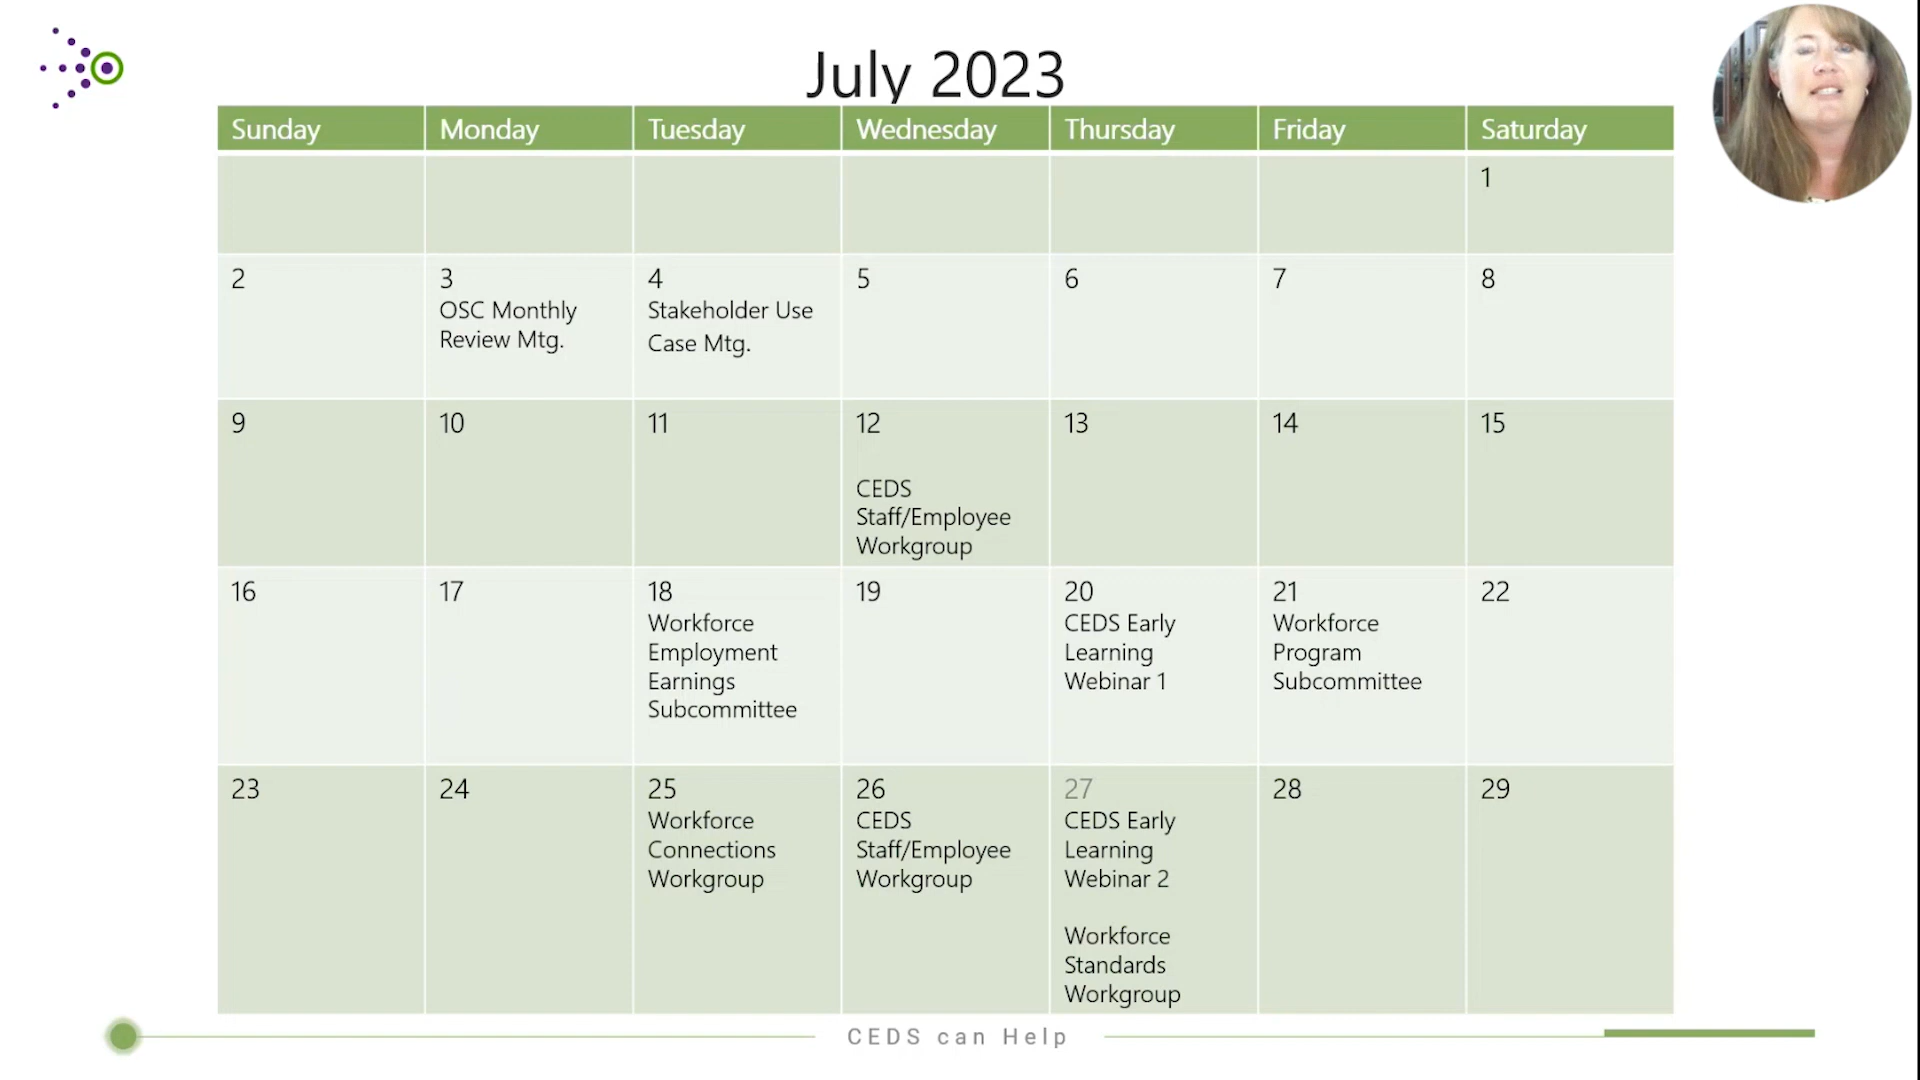 July 2023
Sunday Monday Tuesday Wednesday Thursday Friday Saturday
1
2
3
OSC Monthly
Review Mtg.
4
Stakeholder Use
Case Mtg.
5
6
7
8
9
10
11
12
CEDS
Staff/Employee
Workgroup
13
14
15
16
17
18
Workforce
Employment
Earnings
Subcommittee
19
20
CEDS Early
Learning
Webinar 1
21
Workforce
Program
Subcommittee
22
23
24
25
Workforce
Connections
Workgroup
26
CEDS
Staff/Employee
Workgroup
27
CEDS Early
Learning
Webinar 2
Workforce
Standards
Workgroup
28
29
CEDS can Help